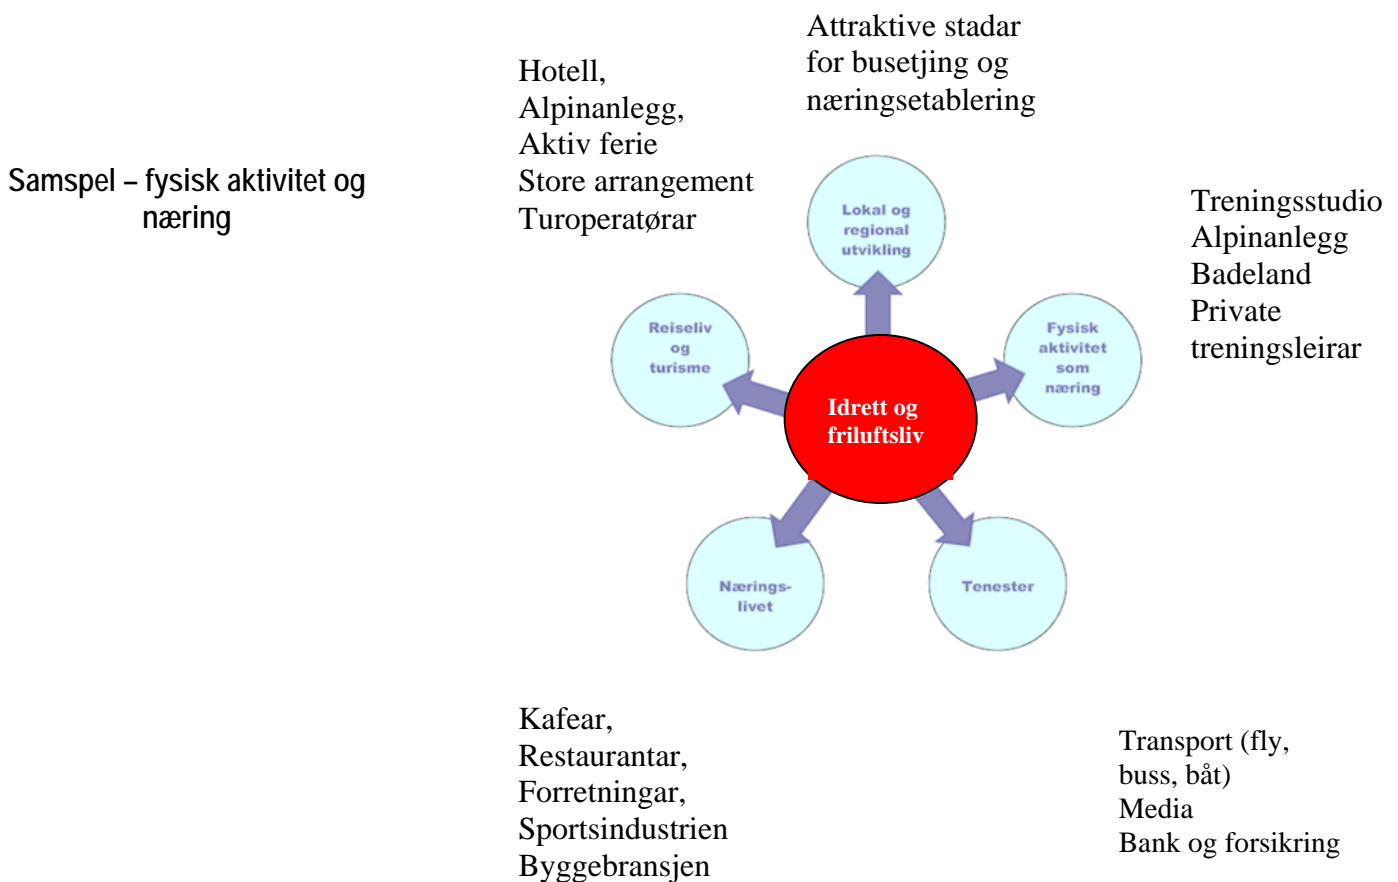 Samspel – fysisk aktivitet og
næring
Hotell,
Alpinanlegg,
Aktiv ferie
Store arrangement
Turoperatørar
Attraktive stadar
for busetjing og
næringsetablering
Treningsstudio
Alpinanlegg
Badeland
Private
treningsleirar
Lokal og
regional
utvikling
Reiseliv
og
turisme
Fysisk
aktivitet
som
næring
Idrett og
friluftsliv
Nærings-
livet
Tenester
Kafear,
Restaurantar,
Forretningar,
Sportsindustrien
Byggebransjen
Transport (fly,
buss, båt)
Media
Bank og forsikring